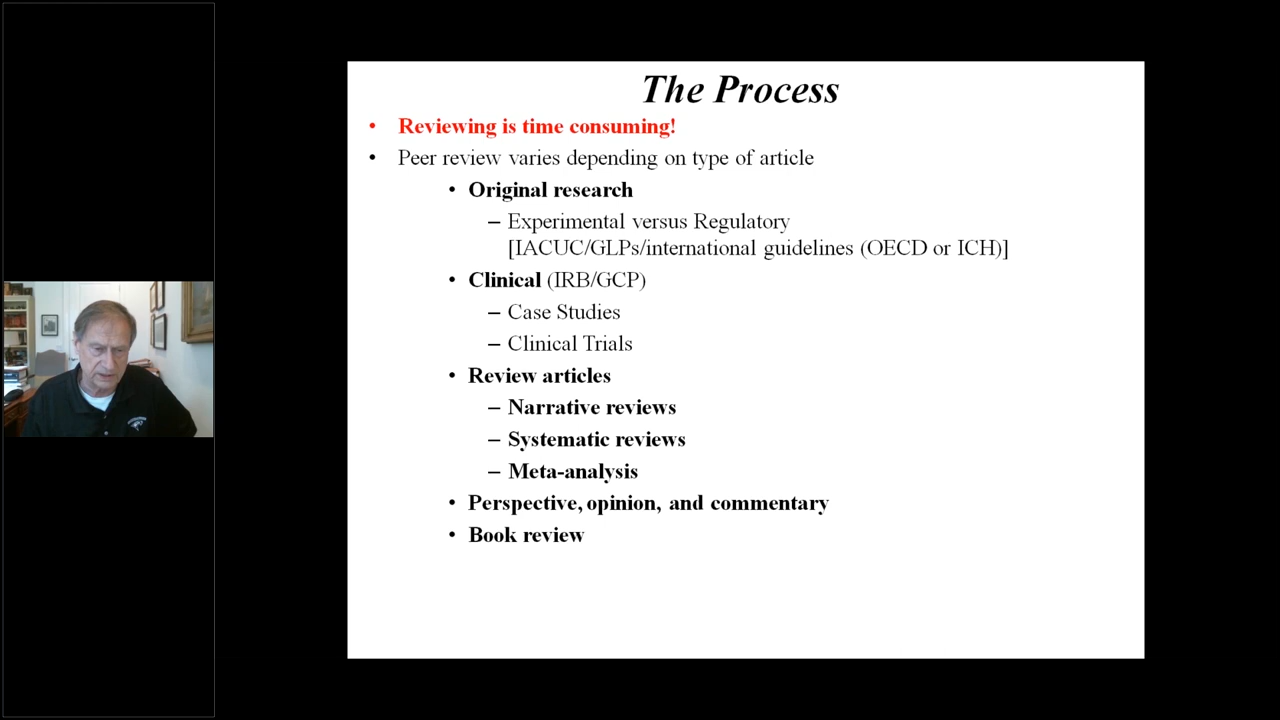 The Process
• Reviewing is time consuming!
• Peer review varies depending on type of article
• Original research
– Experimental versus Regulatory
[IACUC/GLPs/international guidelines (OECD or ICH)]
• Clinical (IRB/GCP)
– Case Studies
– Clinical Trials
• Review articles
– Narrative reviews
– Systematic reviews
– Meta-analysis
• Perspective, opinion, and commentary
• Book review